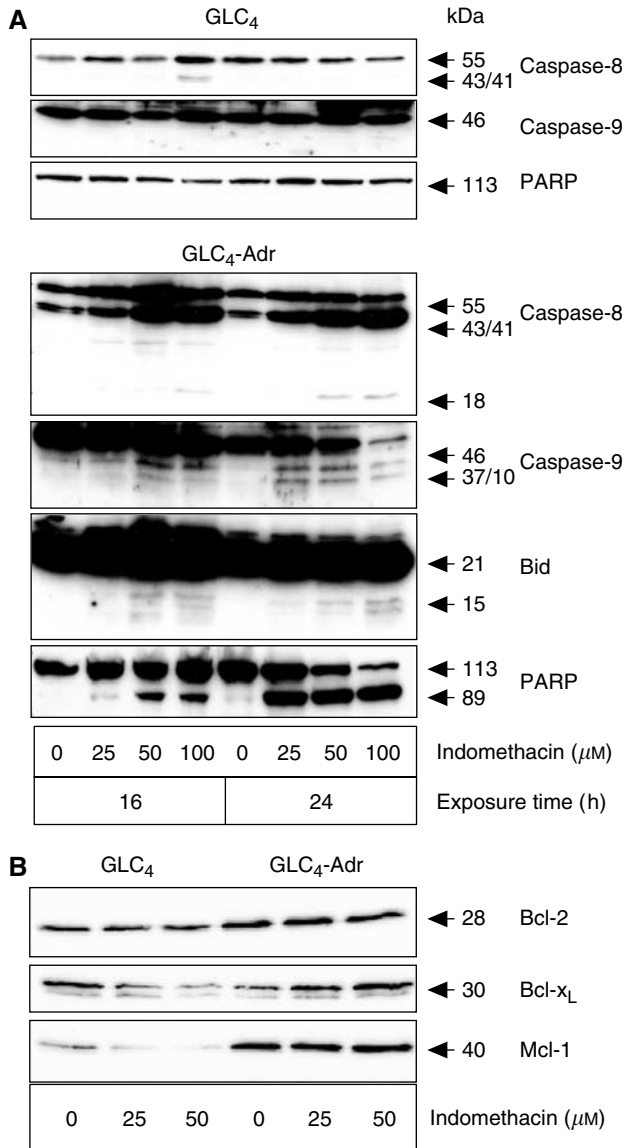 A GLC4 kDa
55 Caspase-8
43/41
46 Caspase-9
113 PARP
GLC4-Adr
55 Caspase-8
43/41
18
46 Caspase-9
37/10
21 Bid
15
113 PARP
89
0 25 50 100 0 25 50 100 Indomethacin (μM)
16 24 Exposure time (h)
B GLC4 GLC4-Adr
28 Bcl-2
30 Bcl-xL
40 Mcl-1
0 25 50 0 25 50 Indomethacin (μM)